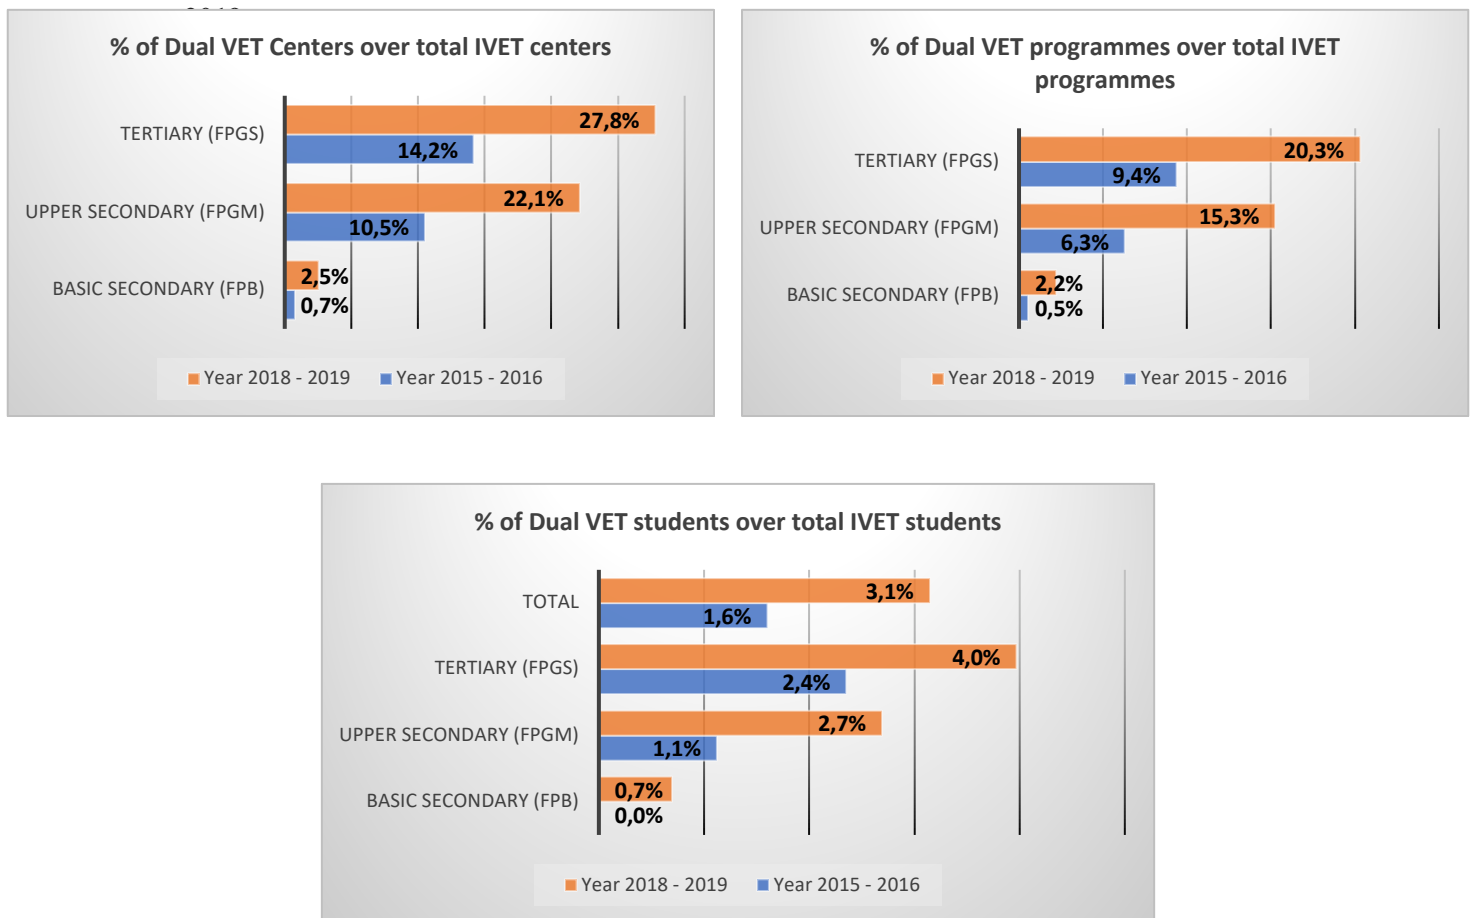 % of Dual VET Centers over total IVET centers
TERTIARY (FPGS)
27,8%
14,2%
UPPER SECONDARY (FPGM)
22,1%
10,5%
BASIC SECONDARY (FPB)
2,5%
0,7%
Year 2018 - 2019
Year 2015 - 2016
% of Dual VET programmes over total IVET
programmes
TERTIARY (FPGS)
20,3%
9,4%
UPPER SECONDARY (FPGM)
15,3%
6,3%
BASIC SECONDARY (FPB)
2,2%
0,5%
Year 2018 - 2019
Year 2015 - 2016
% of Dual VET students over total IVET students
TOTAL
3,1%
1,6%
TERTIARY (FPGS)
4,0%
2,4%
UPPER SECONDARY (FPGM)
2,7%
1,1%
BASIC SECONDARY (FPB)
0,7%
0,0%
Year 2018 - 2019
Year 2015 - 2016